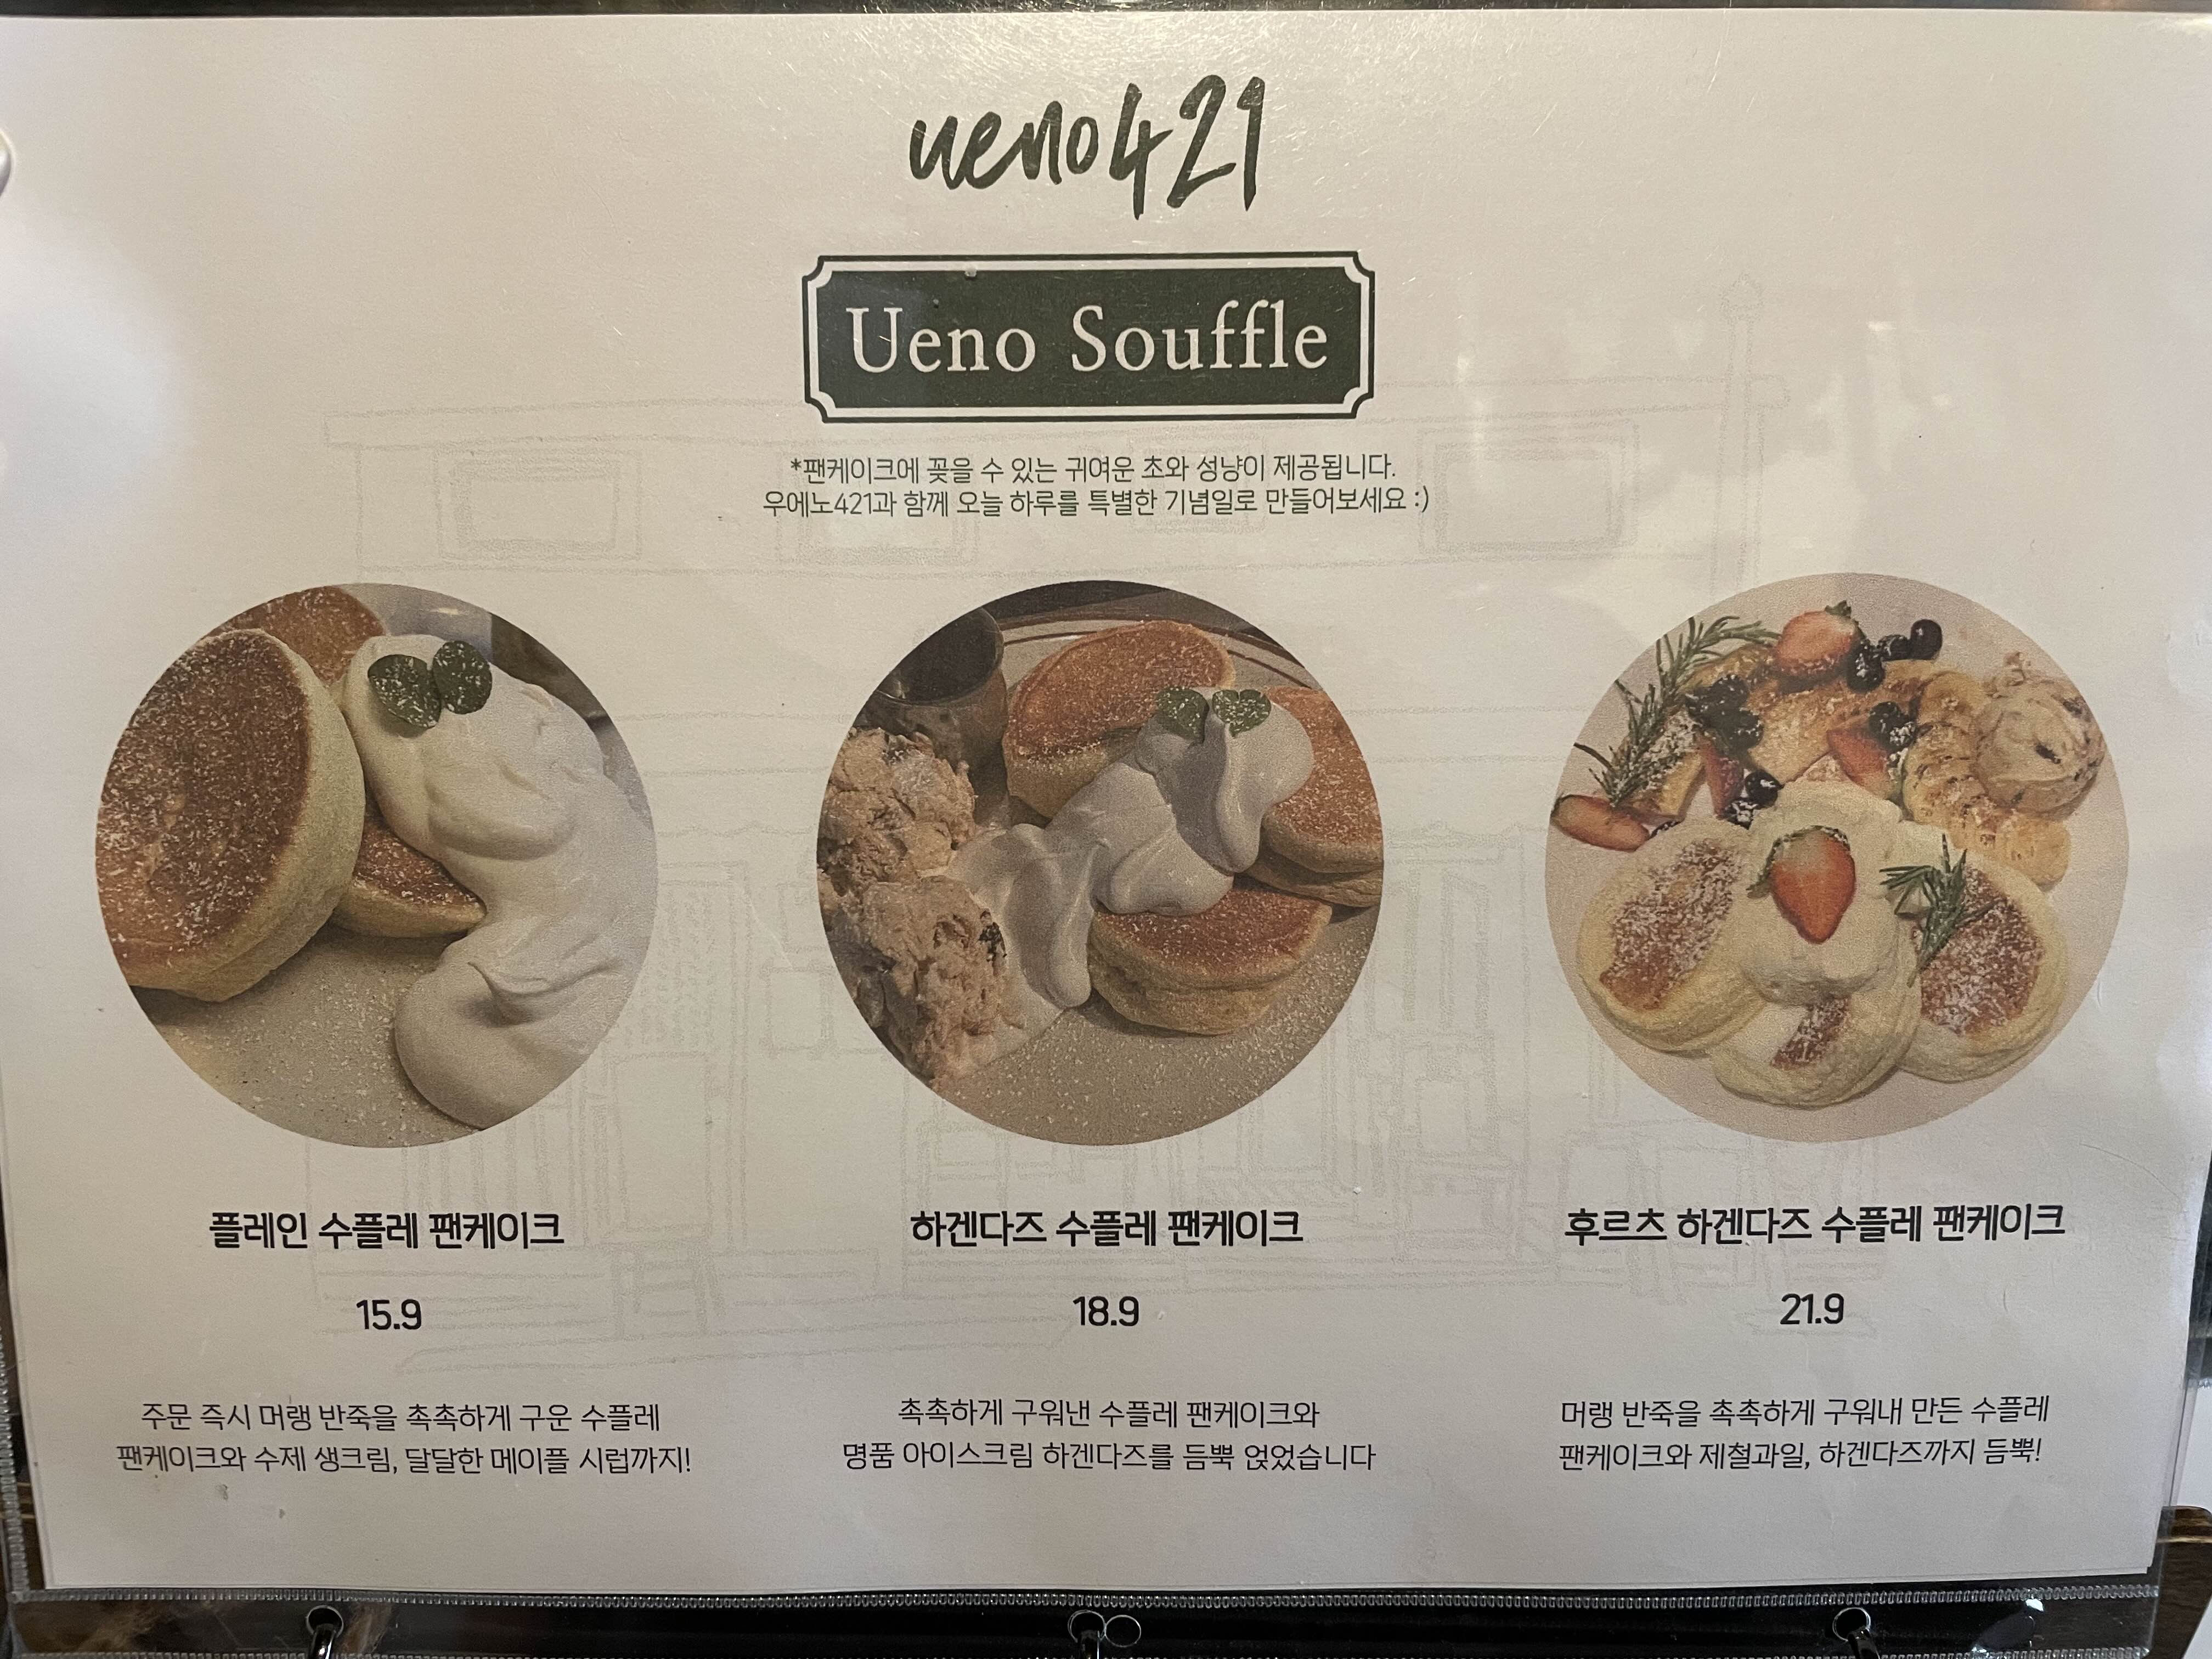 ueno421
Ueno Souffle
*팬케이크에 꽂을 수 있는 귀여운 초와 성냥이 제공됩니다.
우에노421과 함께 오늘 하루를 특별한 기념일로 만들어보세요 :)
플레인 수플레 팬케이크
15.9
주문 즉시 머랭 반죽을 촉촉하게 구운 수플레
팬케이크와 수제 생크림, 달달한 메이플 시럽까지!
하겐다즈 수플레 팬케이크
18.9
촉촉하게 구워낸 수플레 팬케이크와
명품 아이스크림 하겐다즈를 듬뿍 얹었습니다
후르츠 하겐다즈 수플레 팬케이크
21.9
머랭 반죽을 촉촉하게 구워내 만든 수플레
팬케이크와 제철과일, 하겐다즈까지 듬뿍!